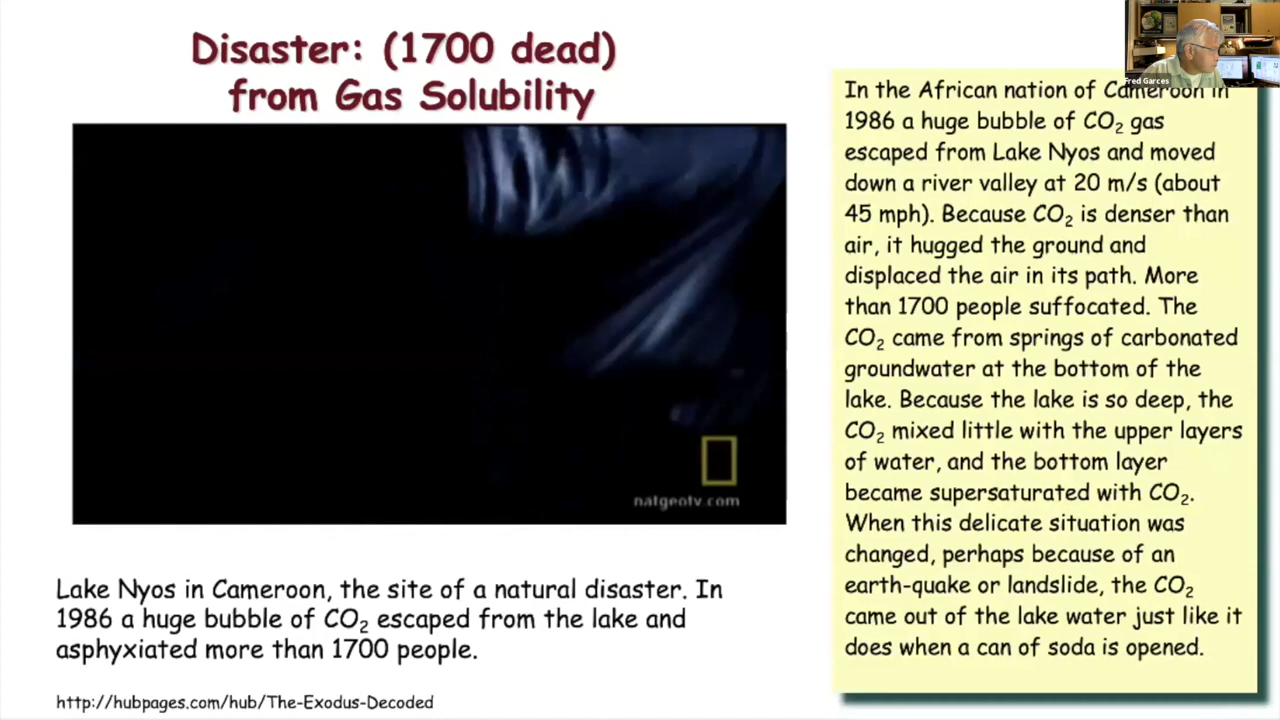 Disaster: (1700 dead)
from Gas Solubility
natgeotv.com
Lake Nyos in Cameroon, the site of a natural disaster. In
1986 a huge bubble of CO₂ escaped from the lake and
asphyxiated more than 1700 people.
http://hubpages.com/hub/The-Exodus-Decoded
Fred Garces
In the African nation of Cameroon in
1986 a huge bubble of CO₂ gas
escaped from Lake Nyos and moved
down a river valley at 20 m/s (about
45 mph). Because CO₂ is denser than
air, it hugged the ground and
displaced the air in its path. More
than 1700 people suffocated. The
CO₂ came from springs of carbonated
groundwater at the bottom of the
lake. Because the lake is so deep, the
CO₂ mixed little with the upper layers
of water, and the bottom layer
became supersaturated with CO₂.
When this delicate situation was
changed, perhaps because of an
earth-quake or landslide, the CO₂
came out of the lake water just like it
does when a can of soda is opened.